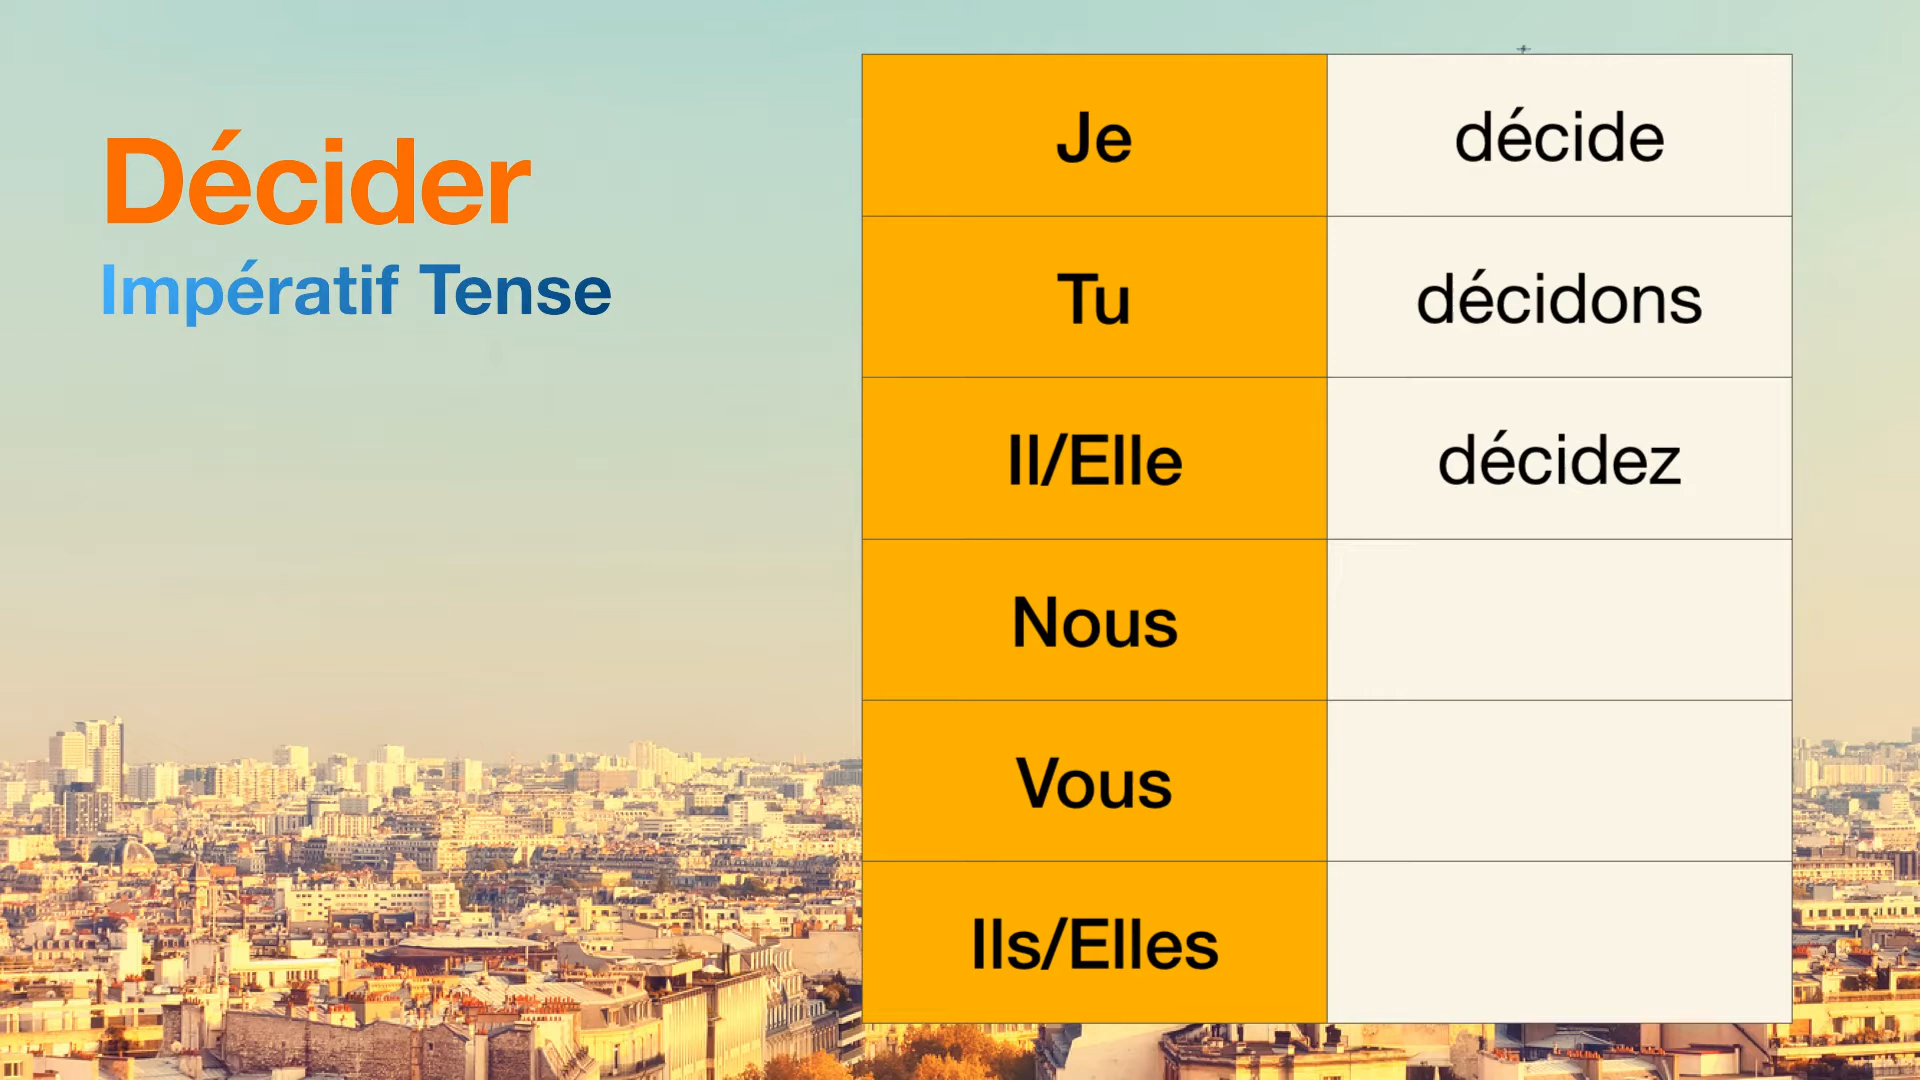 Décider
Impératif Tense
Je décide
Tu décidons
Il/Elle décidez
Nous
Vous
Ils/Elles